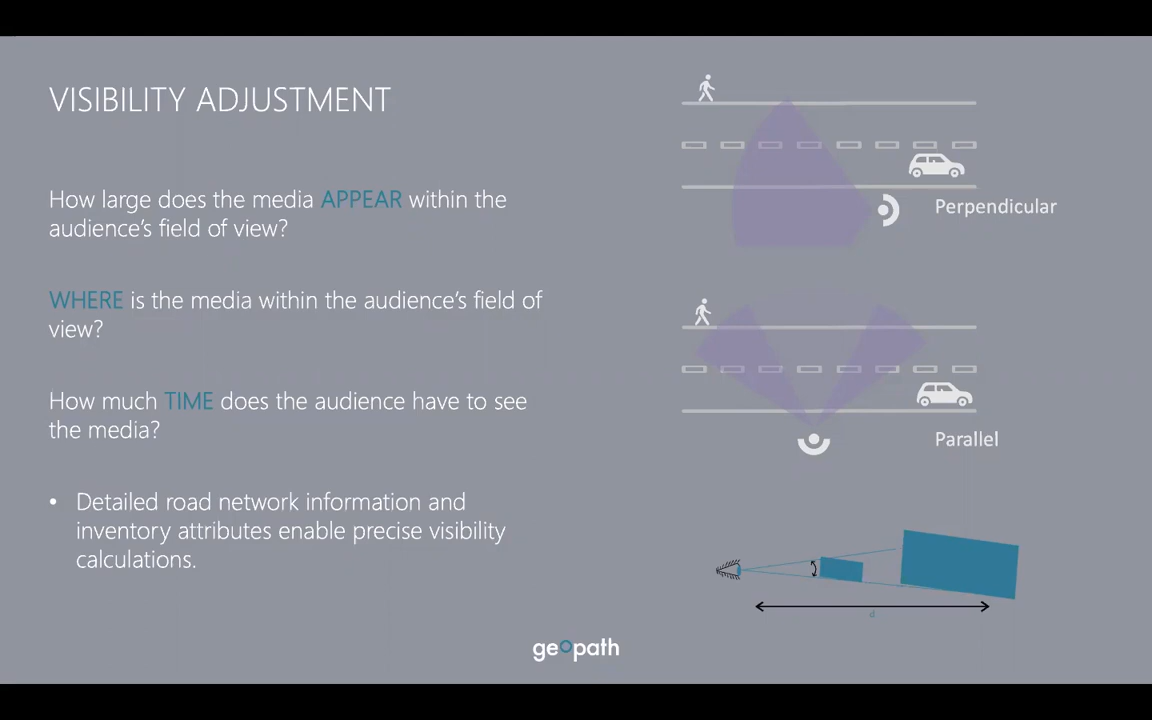 VISIBILITY ADJUSTMENT
How large does the media APPEAR within the
audience's field of view?
WHERE is the media within the audience's field of
view?
How much TIME does the audience have to see
the media?
• Detailed road network information and
inventory attributes enable precise visibility
calculations.
Perpendicular
Parallel
d
geopath